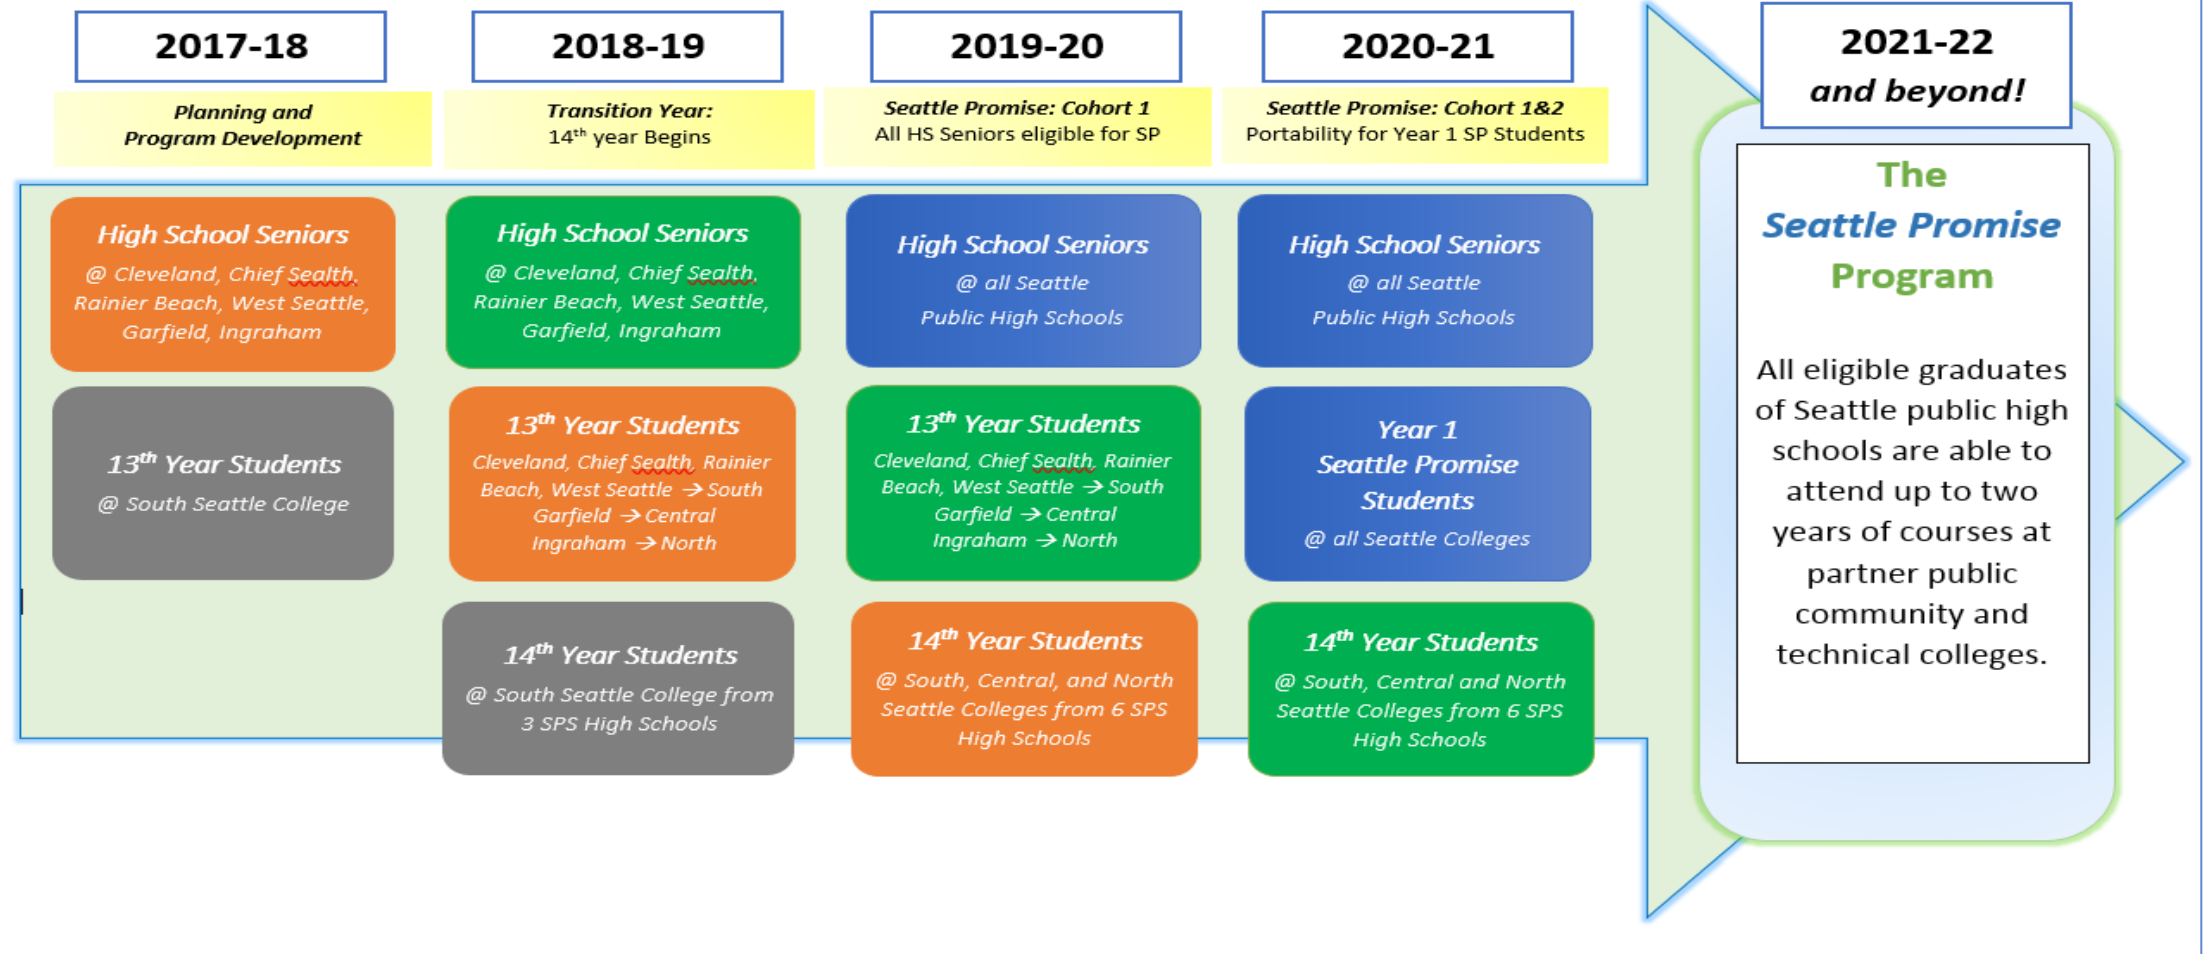 2017-18
Planning and
Program Development
High School Seniors
@ Cleveland, Chief Sealth,
Rainier Beach, West Seattle,
Garfield, Ingraham
13th Year Students
@ South Seattle College
2018-19
Transition Year:
14th year Begins
High School Seniors
@ Cleveland, Chief Sealth,
Rainier Beach, West Seattle,
Garfield, Ingraham
13th Year Students
Cleveland, Chief Sealth, Rainier
Beach, West Seattle → South
Garfield → Central
Ingraham → North
14th Year Students
@ South Seattle College from
3 SPS High Schools
2019-20
Seattle Promise: Cohort 1
All HS Seniors eligible for SP
High School Seniors
@ all Seattle
Public High Schools
13th Year Students
Cleveland, Chief Sealth, Rainier
Beach, West Seattle → South
Garfield → Central
Ingraham → North
14th Year Students
@ South, Central, and North
Seattle Colleges from 6 SPS
High Schools
2020-21
Seattle Promise: Cohort 1&2
Portability for Year 1 SP Students
High School Seniors
@ all Seattle
Public High Schools
Year 1
Seattle Promise
Students
@ all Seattle Colleges
14th Year Students
@ South, Central and North
Seattle Colleges from 6 SPS
High Schools
2021-22
and beyond!
The
Seattle Promise
Program
All eligible graduates
of Seattle public high
schools are able to
attend up to two
years of courses at
partner public
community and
technical colleges.